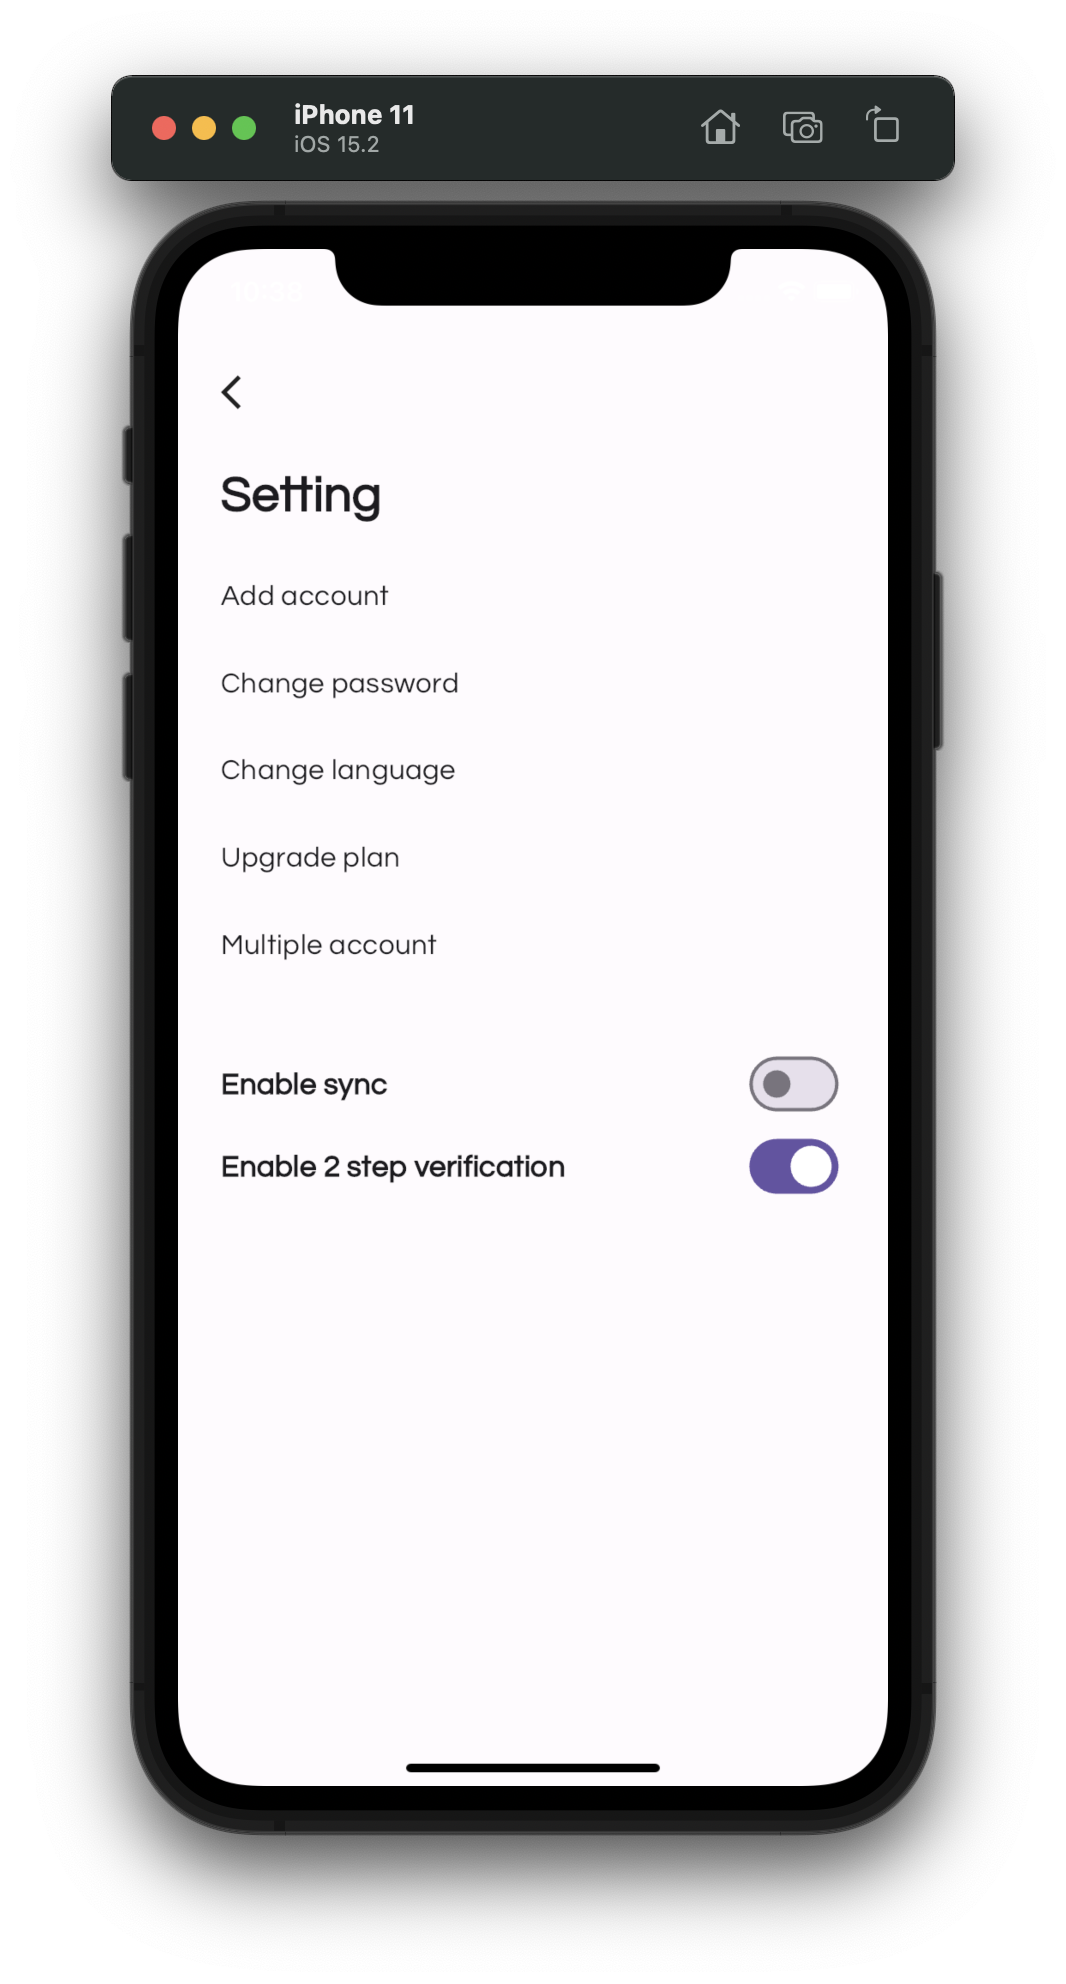 iPhone 11
iOS 15.2
Setting
Add account
Change password
Change language
Upgrade plan
Multiple account
Enable sync
Enable 2 step verification